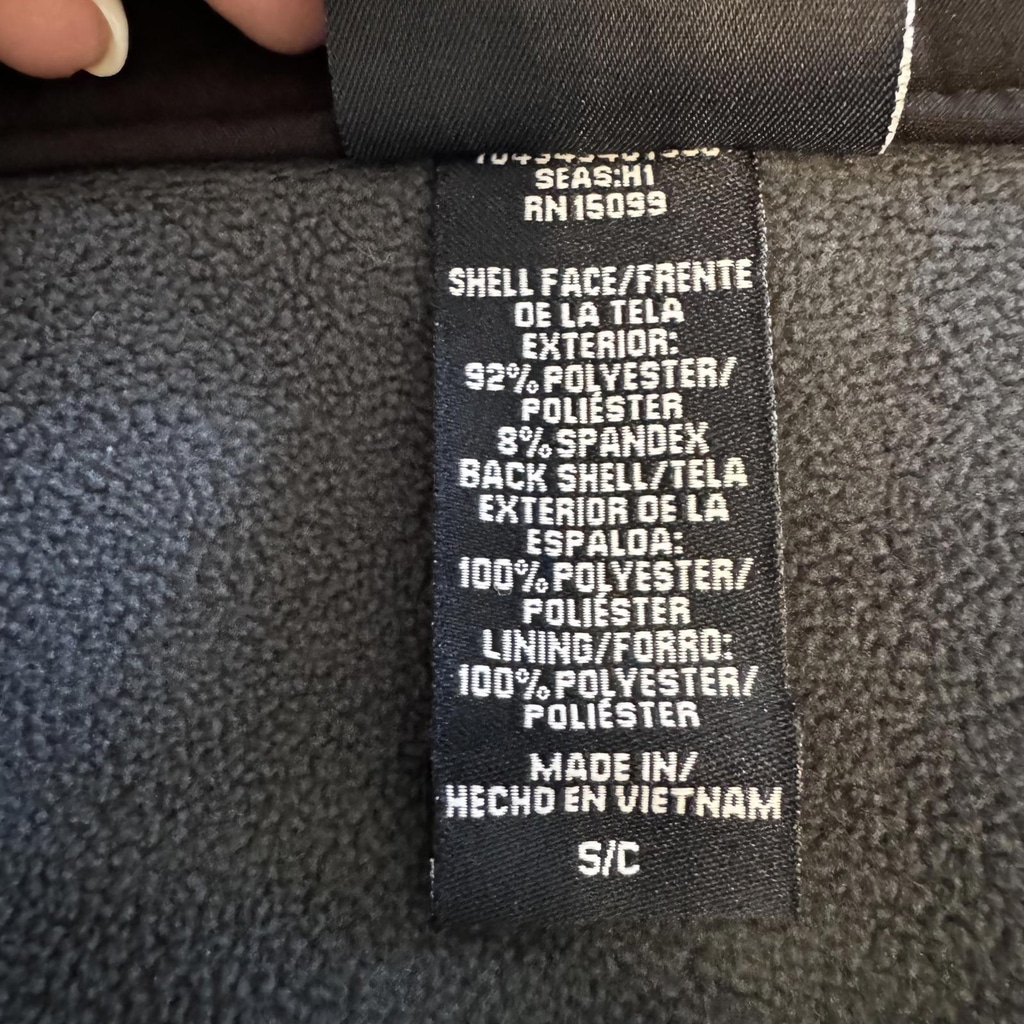 SEAS:H1
RN 15099
SHELL FACE/FRENTE
DE LA TELA
EXTERIOR:
92% POLYESTER/
POLIÉSTER
8% SPANDEX
BACK SHELL/TELA
EXTERIOR DE LA
ESPALDA:
100% POLYESTER/
POLIÉSTER
LINING/FORRO:
100% POLYESTER/
POLIÉSTER
MADE IN/
HECHO EN VIETNAM
S/C